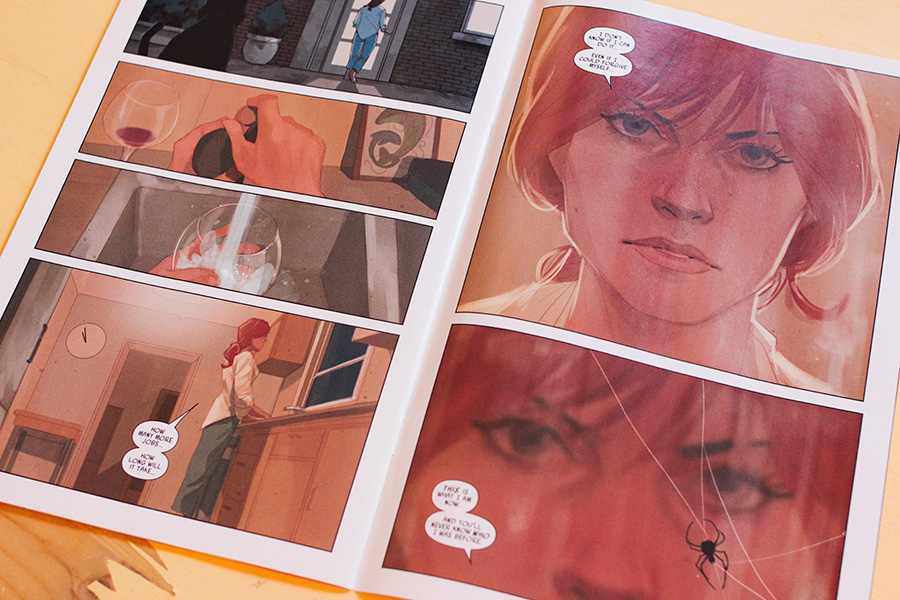 HOW
MANY MORE
JOBS...
HOW
LONG WILL
IT TAKE...
I DON'T
KNOW IF I CAN
DO IT...
EVEN IF I
COULD FORGIVE
MYSELF...
THIS IS
WHAT I AM
NOW.
AND YOU'LL
NEVER KNOW WHO
I WAS BEFORE.